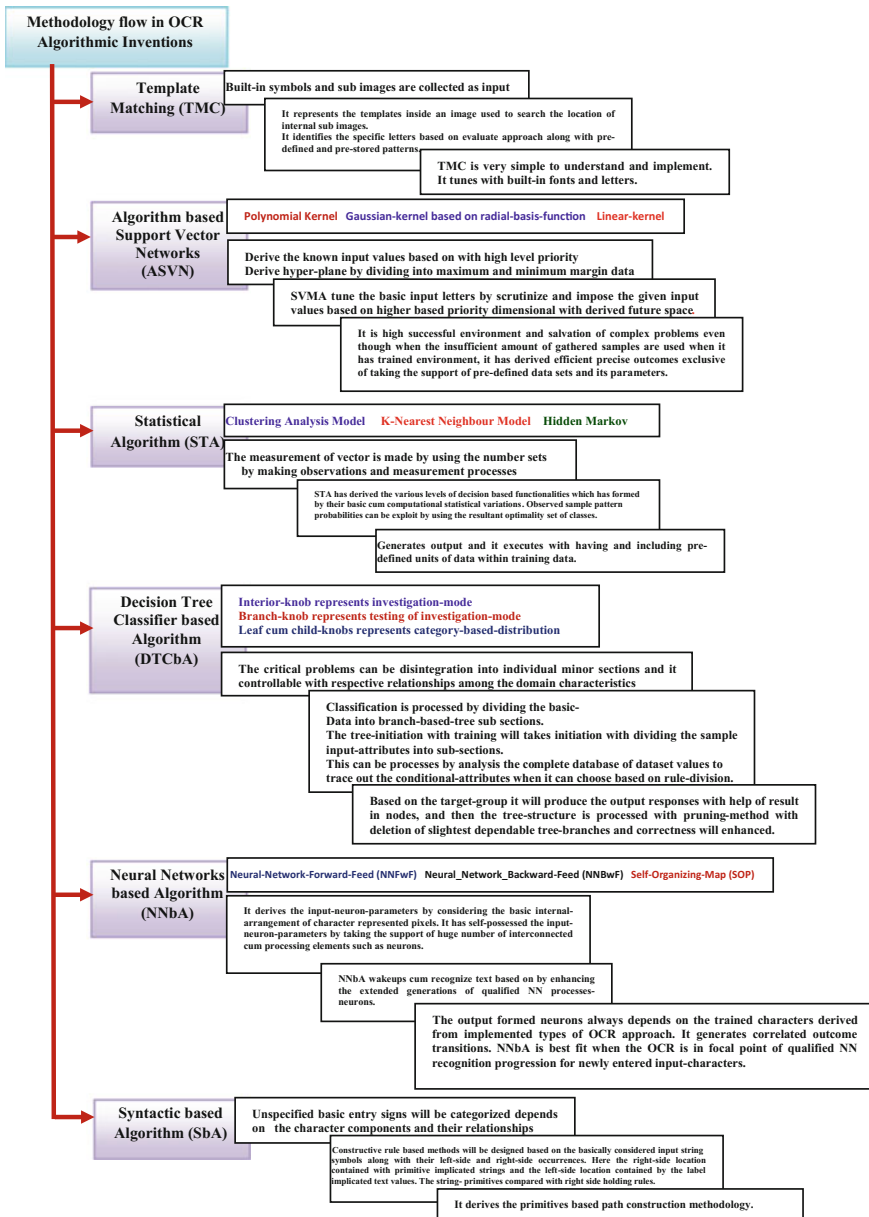 Methodology flow in OCR
Algorithmic Inventions
Template
Matching (TMC)
Built-in symbols and sub images are collected as input
It represents the templates inside an image used to search the location of
internal sub images.
It identifies the specific letters based on evaluate approach along with pre-
defined and pre-stored patterns.
TMC is very simple to understand and implement.
It tunes with built-in fonts and letters.
Algorithm based
Support Vector
Networks
(ASVN)
Polynomial Kernel Gaussian-kernel based on radial-basis-function Linear-kernel
Derive the known input values based on with high level priority
Derive hyper-plane by dividing into maximum and minimum margin data
SVMA tune the basic input letters by scrutinize and impose the given input
values based on higher based priority dimensional with derived future space.
It is high successful environment and salvation of complex problems even
though when the insufficient amount of gathered samples are used when it
has trained environment, it has derived efficient precise outcomes exclusive
of taking the support of pre-defined data sets and its parameters.
Statistical
Algorithm (STA)
Clustering Analysis Model K-Nearest Neighbour Model Hidden Markov
The measurement of vector is made by using the number sets
by making observations and measurement processes
STA has derived the various levels of decision based functionalities which has formed
by their basic cum computational statistical variations. Observed sample pattern
probabilities can be exploit by using the resultant optimality set of classes.
Generates output and it executes with having and including pre-
defined units of data within training data.
Decision Tree
Classifier based
Algorithm
(DTCbA)
Interior-knob represents investigation-mode
Branch-knob represents testing of investigation-mode
Leaf cum child-knobs represents category-based-distribution
The critical problems can be disintegration into individual minor sections and it
controllable with respective relationships among the domain characteristics
Classification is processed by dividing the basic-
Data into branch-based-tree sub sections.
The tree-initiation with training will takes initiation with dividing the sample
input-attributes into sub-sections.
This can be processes by analysis the complete database of dataset values to
trace out the conditional-attributes when it can choose based on rule-division.
Based on the target-group it will produce the output responses with help of result
in nodes, and then the tree-structure is processed with pruning-method with
deletion of slightest dependable tree-branches and correctness will enhanced.
Neural Networks
based Algorithm
(NNbA)
Neural-Network-Forward-Feed (NNFwF) Neural_Network_Backward-Feed (NNBwF) Self-Organizing-Map (SOP)
It derives the input-neuron-parameters by considering the basic internal-
arrangement of character represented pixels. It has self-possessed the input-
neuron-parameters by taking the support of huge number of interconnected
cum processing elements such as neurons.
NNbA wakeups cum recognize text based on by enhancing
the extended generations of qualified NN processes-
neurons.
The output formed neurons always depends on the trained characters derived
from implemented types of OCR approach. It generates correlated outcome
transitions. NNbA is best fit when the OCR is in focal point of qualified NN
recognition progression for newly entered input-characters.
Syntactic based
Algorithm (SbA)
Unspecified basic entry signs will be categorized depends
on the character components and their relationships
Constructive rule based methods will be designed based on the basically considered input string
symbols along with their left-side and right-side occurrences. Here the right-side location
contained with primitive implicated strings and the left-side location contained by the label
implicated text values. The string- primitives compared with right side holding rules.
It derives the primitives based path construction methodology.